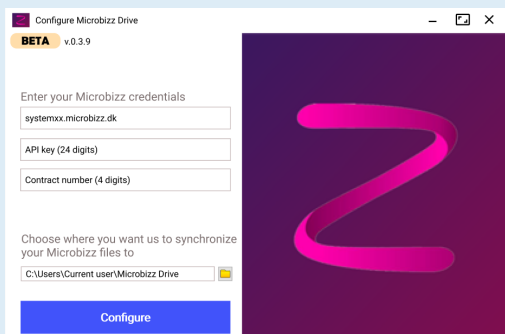 Configure Microbizz Drive
BETA v.0.3.9
Enter your Microbizz credentials
systemxx.microbizz.dk
API key (24 digits)
Contract number (4 digits)
Choose where you want us to synchronize
your Microbizz files to
C:\Users\Current user\Microbizz Drive
Configure